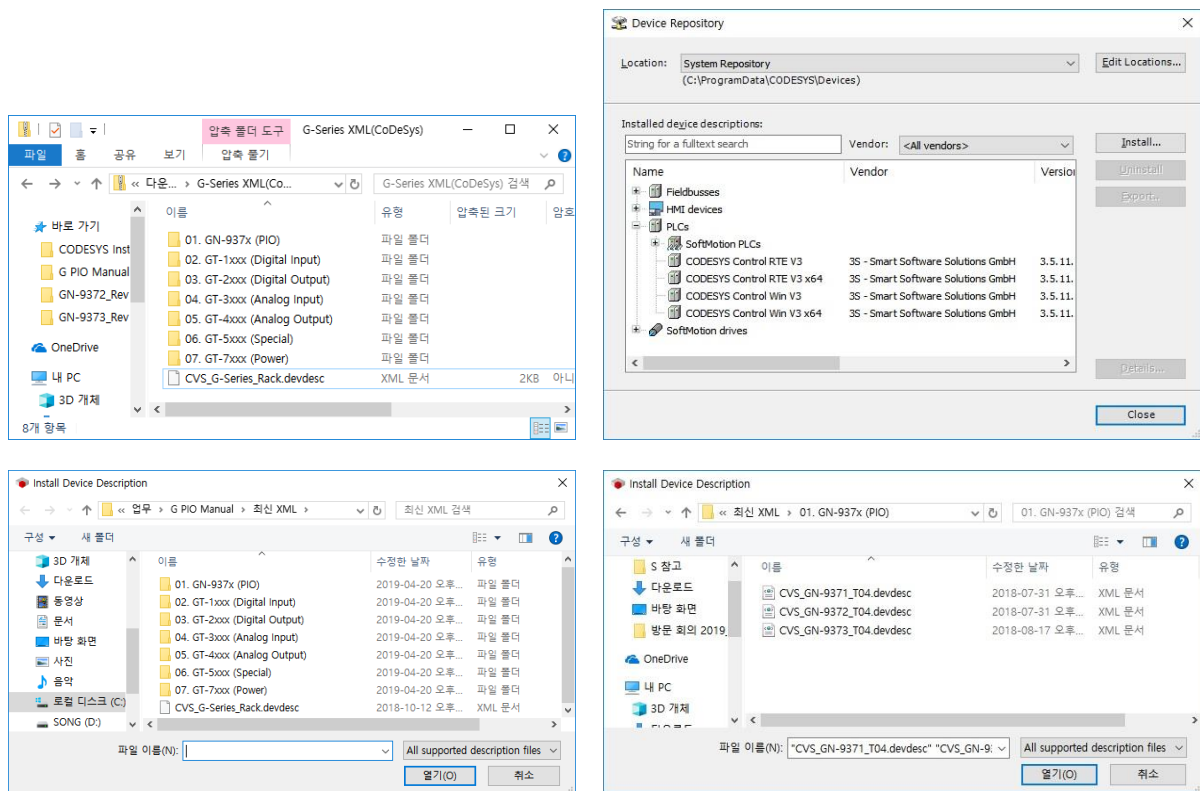 압축 폴더 도구 G-Series XML(CoDeSys)
파일 홈 공유 보기 압축 풀기
« 다운... › G-Series XML(Co... G-Series XML(CoDeSys) 검색
이름 유형 압축된 크기 암호
바로 가기
CODESYS Inst
G PIO Manual
GN-9372_Rev
GN-9373_Rev
OneDrive
내 PC
3D 개체
01. GN-937x (PIO) 파일 폴더
02. GT-1xxx (Digital Input) 파일 폴더
03. GT-2xxx (Digital Output) 파일 폴더
04. GT-3xxx (Analog Input) 파일 폴더
05. GT-4xxx (Analog Output) 파일 폴더
06. GT-5xxx (Special) 파일 폴더
07. GT-7xxx (Power) 파일 폴더
CVS_G-Series_Rack.devdesc XML 문서 2KB 아니
8개 항목
Device Repository
Location: System Repository Edit Locations...
(C:\ProgramData\CODESYS\Devices)
Installed device descriptions:
String for a fulltext search Vendor: <All vendors> Install...
Name Vendor Version
Uninstall
Export...
Fieldbusses
HMI devices
PLCs
SoftMotion PLCs
CODESYS Control RTE V3 3S - Smart Software Solutions GmbH 3.5.11.
CODESYS Control RTE V3 x64 3S - Smart Software Solutions GmbH 3.5.11.
CODESYS Control Win V3 3S - Smart Software Solutions GmbH 3.5.11.
CODESYS Control Win V3 x64 3S - Smart Software Solutions GmbH 3.5.11.
SoftMotion drives
Details...
Close
Install Device Description
« 업무 › G PIO Manual › 최신 XML › 최신 XML 검색
구성 새 폴더
3D 개체
다운로드
동영상
문서
바탕 화면
사진
음악
로컬 디스크 (C:)
SONG (D:)
이름 수정한 날짜 유형
01. GN-937x (PIO) 2019-04-20 오후... 파일 폴더
02. GT-1xxx (Digital Input) 2019-04-20 오후... 파일 폴더
03. GT-2xxx (Digital Output) 2019-04-20 오후... 파일 폴더
04. GT-3xxx (Analog Input) 2019-04-20 오후... 파일 폴더
05. GT-4xxx (Analog Output) 2019-04-20 오후... 파일 폴더
06. GT-5xxx (Special) 2019-04-20 오후... 파일 폴더
07. GT-7xxx (Power) 2019-04-20 오후... 파일 폴더
CVS_G-Series_Rack.devdesc 2018-10-12 오후... XML 문서
파일 이름(N): All supported description files
열기(O) 취소
Install Device Description
« 최신 XML › 01. GN-937x (PIO) 01. GN-937x (PIO) 검색
구성 새 폴더
S 참고
다운로드
바탕 화면
방문 회의 2019_
OneDrive
내 PC
3D 개체
이름 수정한 날짜 유형
CVS_GN-9371_T04.devdesc 2018-07-31 오후... XML 문서
CVS_GN-9372_T04.devdesc 2018-07-31 오후... XML 문서
CVS_GN-9373_T04.devdesc 2018-08-17 오후... XML 문서
파일 이름(N): "CVS_GN-9371_T04.devdesc" "CVS_GN-9: All supported description files
열기(O) 취소